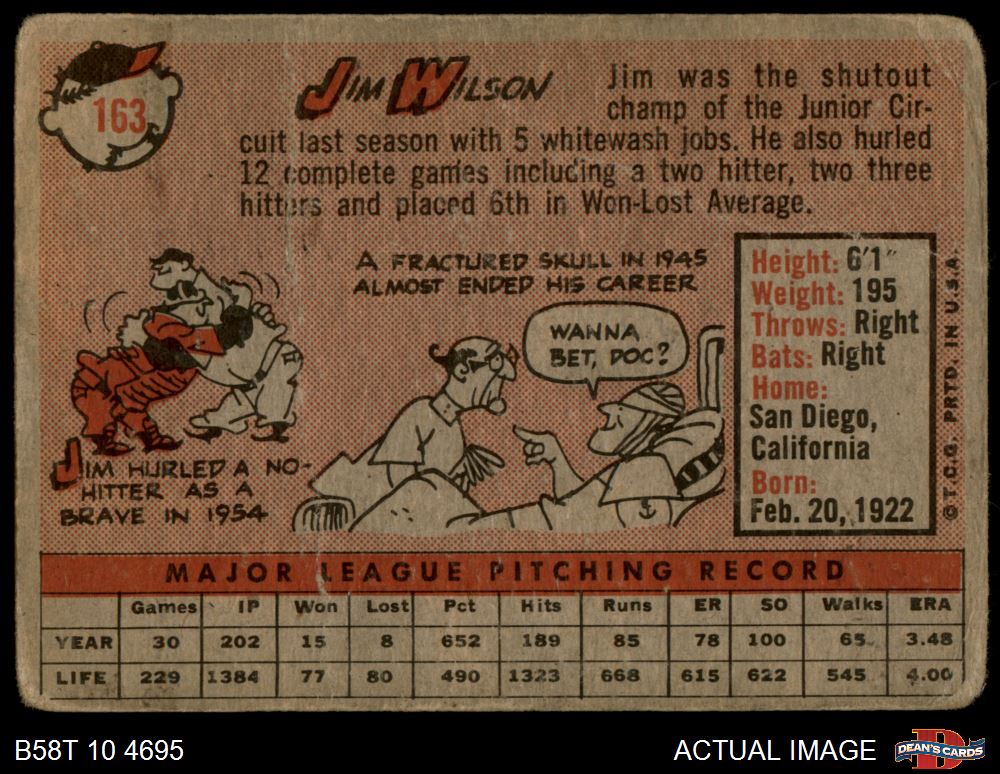 163
JIM WILSON
Jim was the shutout
champ of the Junior Cir-
cuit last season with 5 whitewash jobs. He also hurled
12 complete games including a two hitter, two three
hitters and placed 6th in Won-Lost Average.
A FRACTURED SKULL IN 1945
ALMOST ENDED HIS CAREER
WANNA
BET, DOC?
JIM HURLED A NO-
HITTER AS A
BRAVE IN 1954
Height: 6'1"
Weight: 195
Throws: Right
Bats: Right
Home:
San Diego,
California
Born:
Feb. 20, 1922
© T.C.G. PRTD. IN U.S.A.
MAJOR LEAGUE PITCHING RECORD
Games IP Won Lost Pct Hits Runs ER SO Walks ERA
YEAR 30 202 15 8 652 189 85 78 100 65 3.48
LIFE 229 1384 77 80 490 1323 668 615 622 545 4.00
B58T 10 4695
ACTUAL IMAGE
D
DEAN'S CARDS